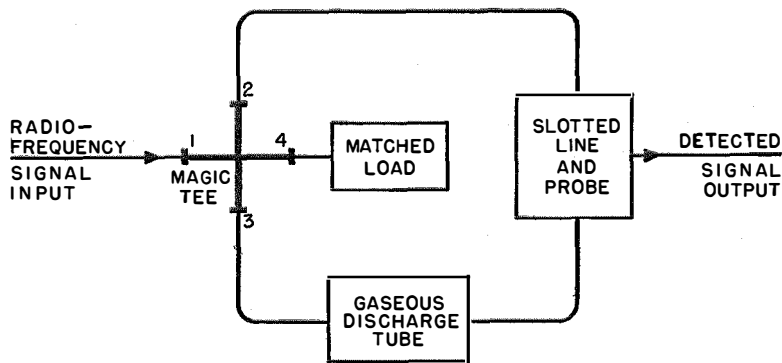 RADIO-
FREQUENCY
SIGNAL
INPUT
1
2
3
4
MAGIC
TEE
MATCHED
LOAD
SLOTTED
LINE
AND
PROBE
DETECTED
SIGNAL
OUTPUT
GASEOUS
DISCHARGE
TUBE